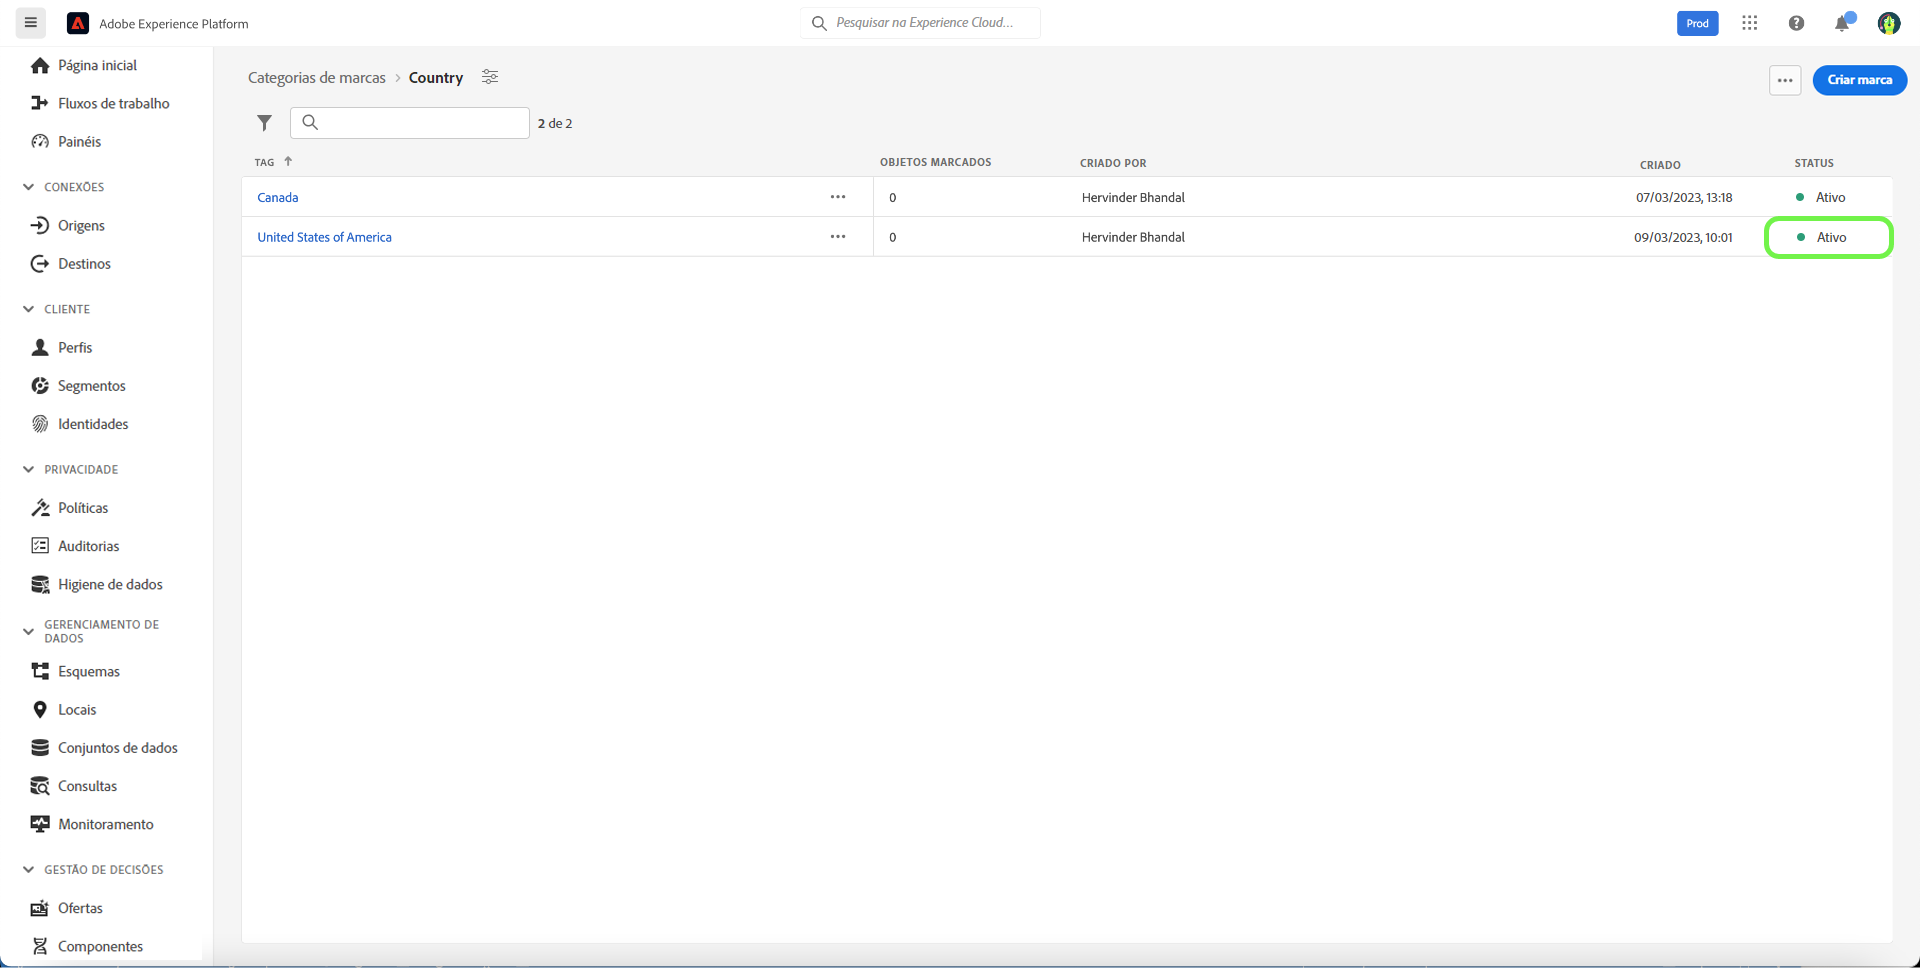 Adobe Experience Platform
Pesquisar na Experience Cloud...
Prod
Página inicial
Fluxos de trabalho
Painéis
CONEXÕES
Origens
Destinos
CLIENTE
Perfis
Segmentos
Identidades
PRIVACIDADE
Políticas
Auditorias
Higiene de dados
GERENCIAMENTO DE
DADOS
Esquemas
Locais
Conjuntos de dados
Consultas
Monitoramento
GESTÃO DE DECISÕES
Ofertas
Componentes
Categorias de marcas > Country
Criar marca
2 de 2
TAG OBJETOS MARCADOS CRIADO POR CRIADO STATUS
Canada 0 Hervinder Bhandal 07/03/2023, 13:18 Ativo
United States of America 0 Hervinder Bhandal 09/03/2023, 10:01 Ativo